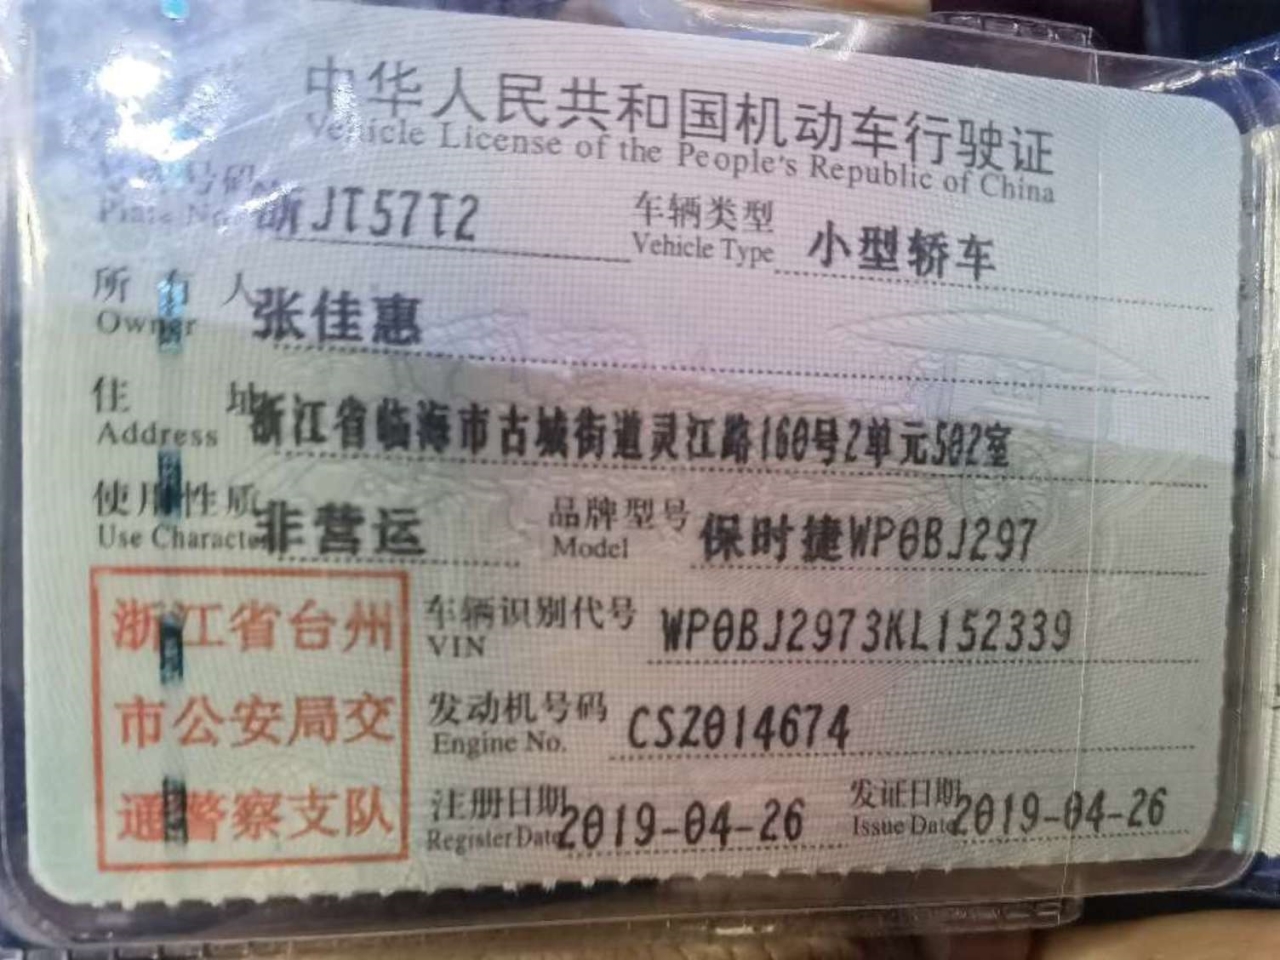 中华人民共和国机动车行驶证
Vehicle License of the People's Republic of China
号码 浙JT57T2 车辆类型 小型轿车
Plate No. Vehicle Type
所有人 张佳惠
Owner
住址 浙江省临海市古城街道灵江路160号2单元502室
Address
使用性质 非营运 品牌型号 保时捷WP0BJ297
Use Character Model
浙江省台州
市公安局交
通警察支队
车辆识别代号 WP0BJ2973KL152339
VIN
发动机号码 CSZ014674
Engine No.
注册日期 2019-04-26 发证日期 2019-04-26
Register Date Issue Date